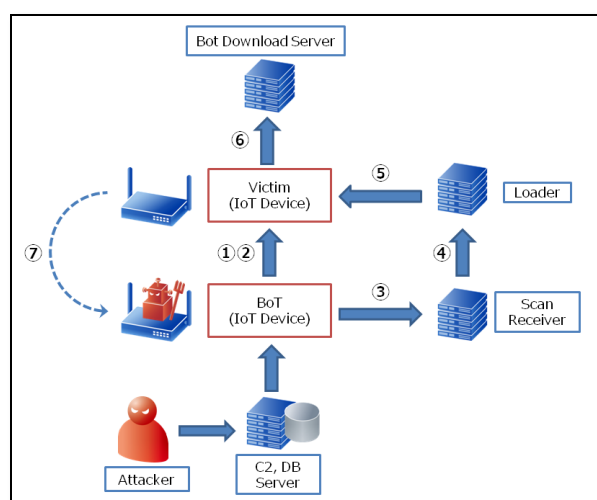 Bot Download Server
⑥
⑤
Victim
(IoT Device)
Loader
⑦
①②
④
③
BoT
(IoT Device)
Scan
Receiver
Attacker
C2, DB
Server